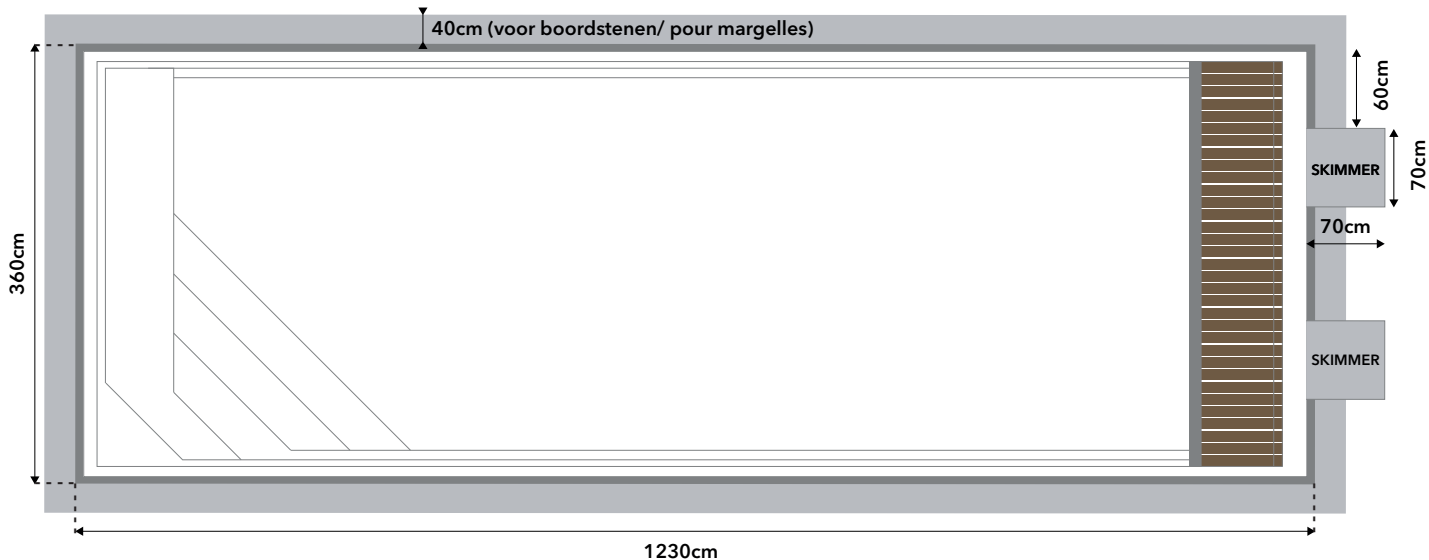 40cm (voor boordstenen/ pour margelles)
60cm
SKIMMER
70cm
70cm
360cm
SKIMMER
1230cm